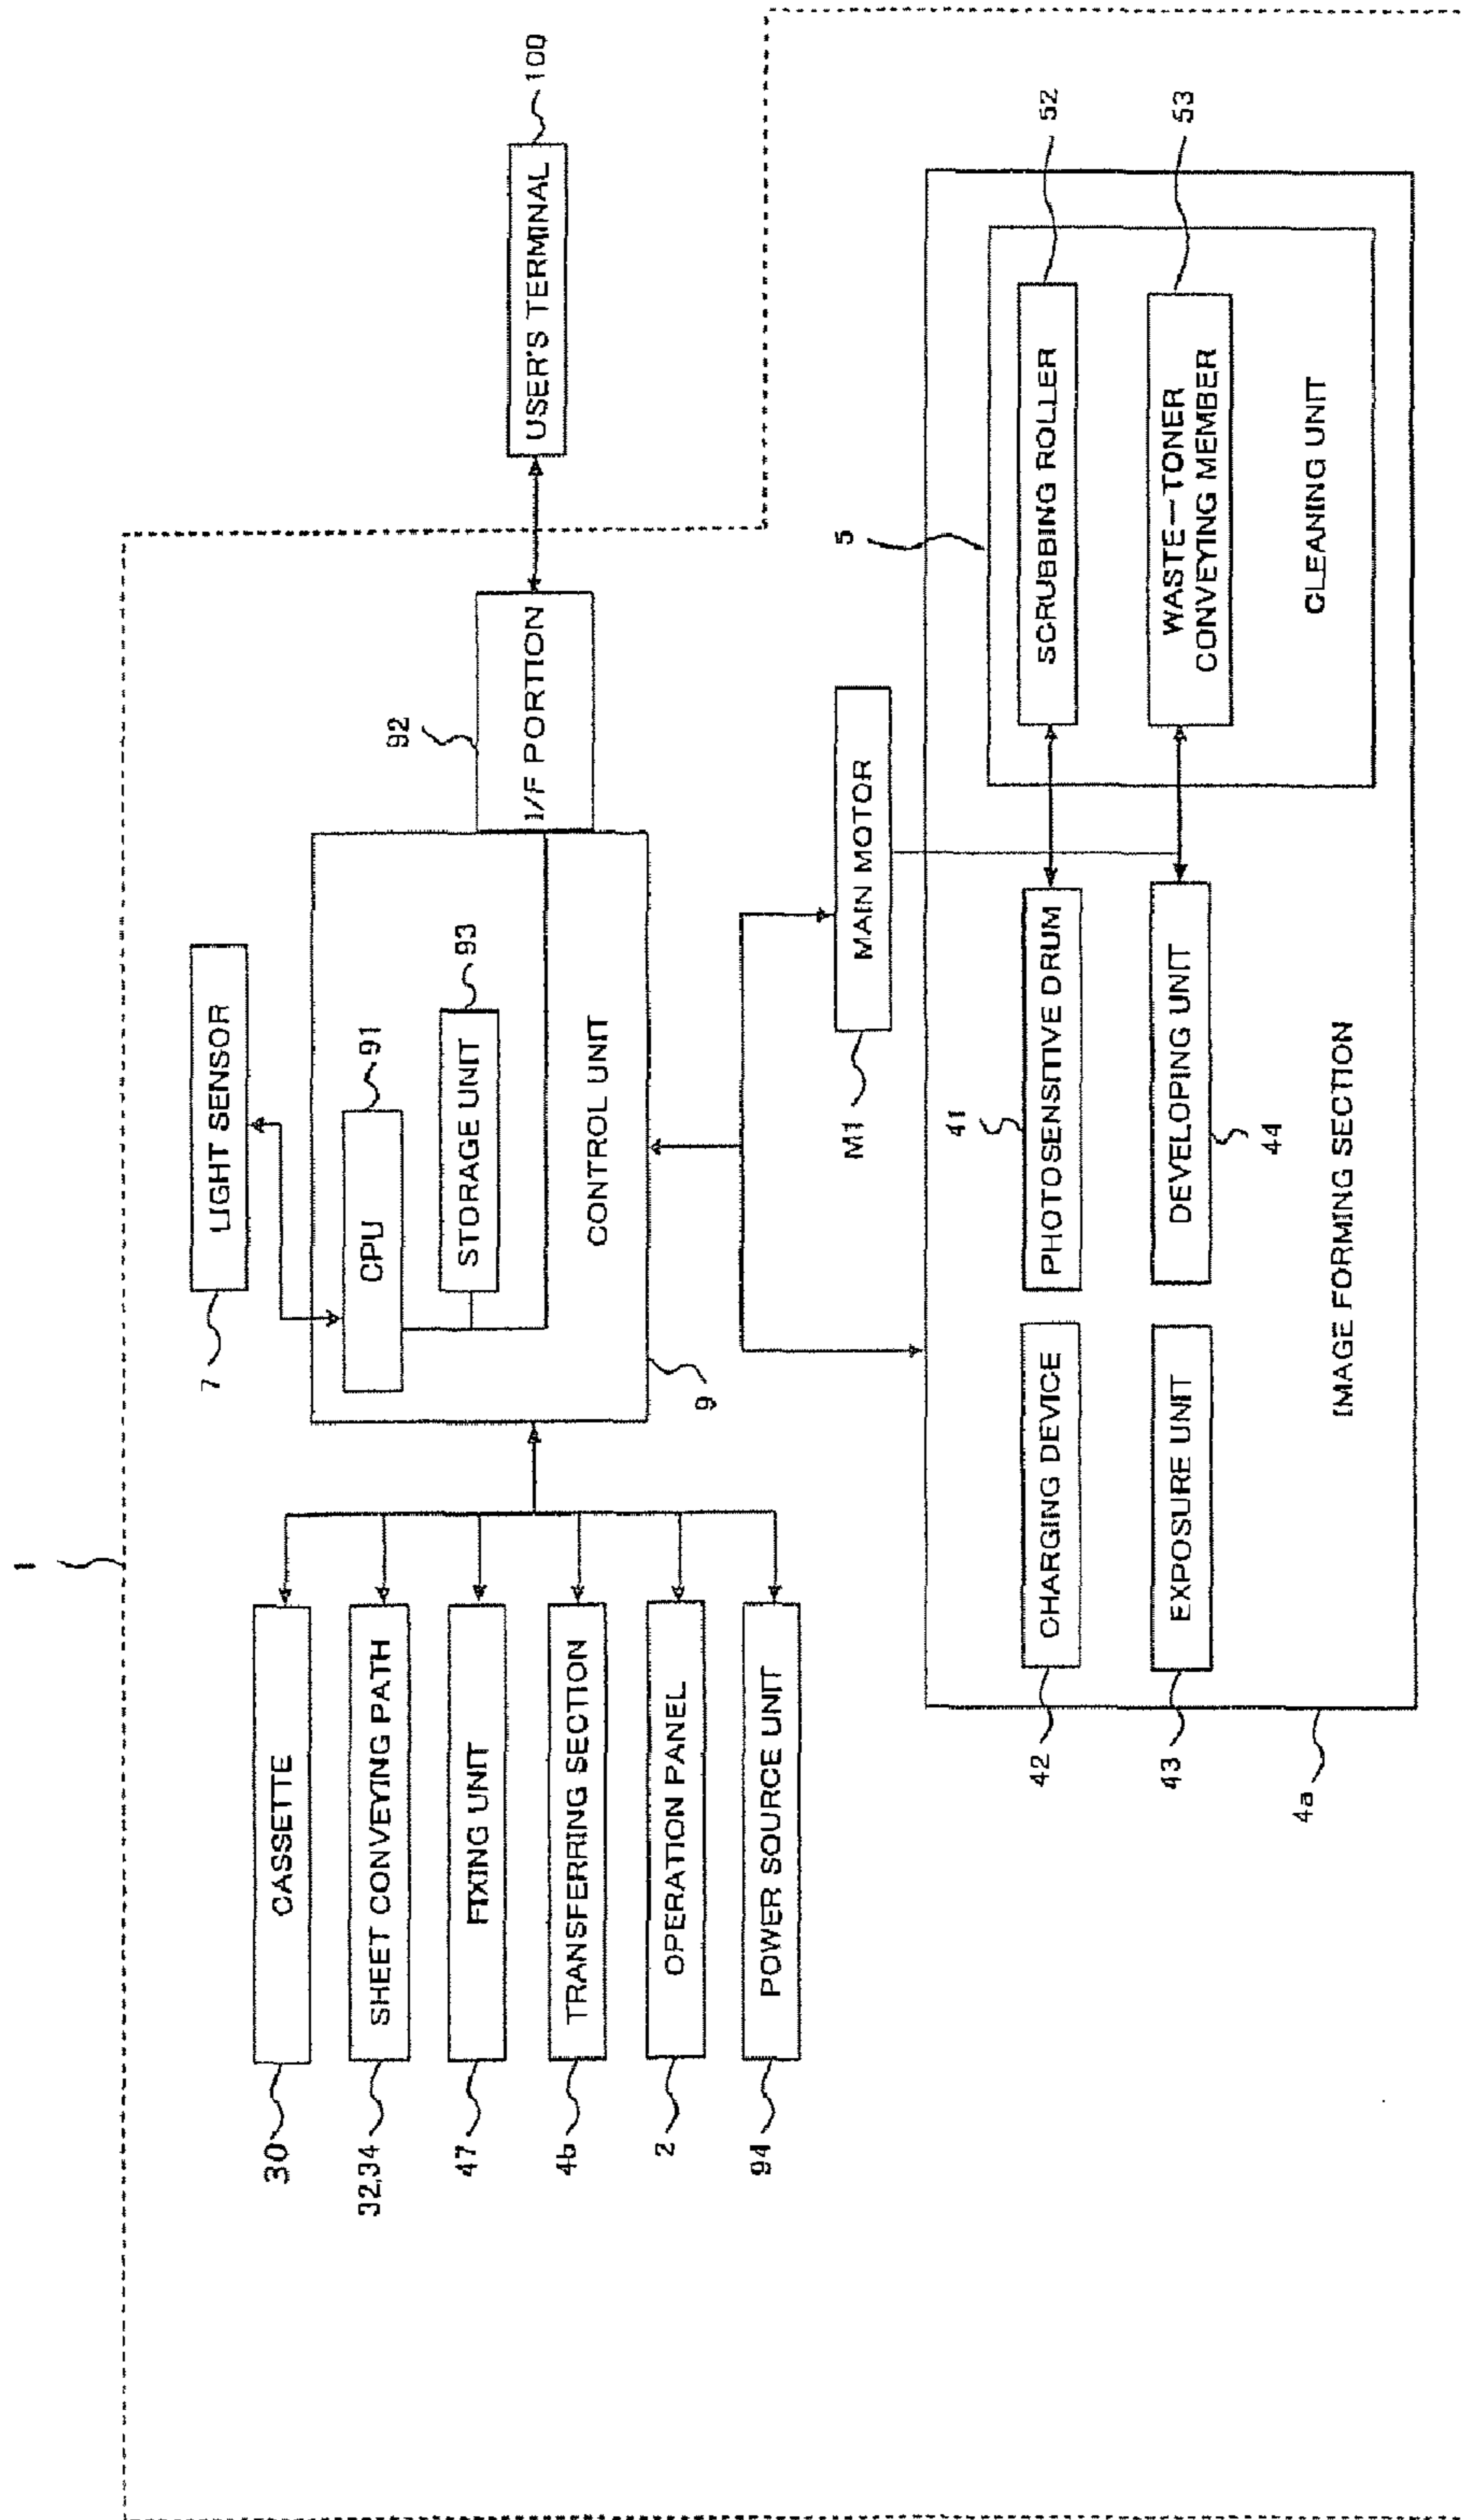 1
30
CASSETTE
32,34
SHEET CONVEYING PATH
47
FIXING UNIT
4b
TRANSFERRING SECTION
2
OPERATION PANEL
94
POWER SOURCE UNIT
7
LIGHT SENSOR
CPU
91
STORAGE UNIT
93
CONTROL UNIT
9
92
I/F PORTION
USER'S TERMINAL
100
M1
MAIN MOTOR
5
42
CHARGING DEVICE
41
PHOTOSENSITIVE DRUM
SCRUBBING ROLLER
52
43
EXPOSURE UNIT
DEVELOPING UNIT
44
WASTE-TONER
CONVEYING MEMBER
53
CLEANING UNIT
IMAGE FORMING SECTION
4a